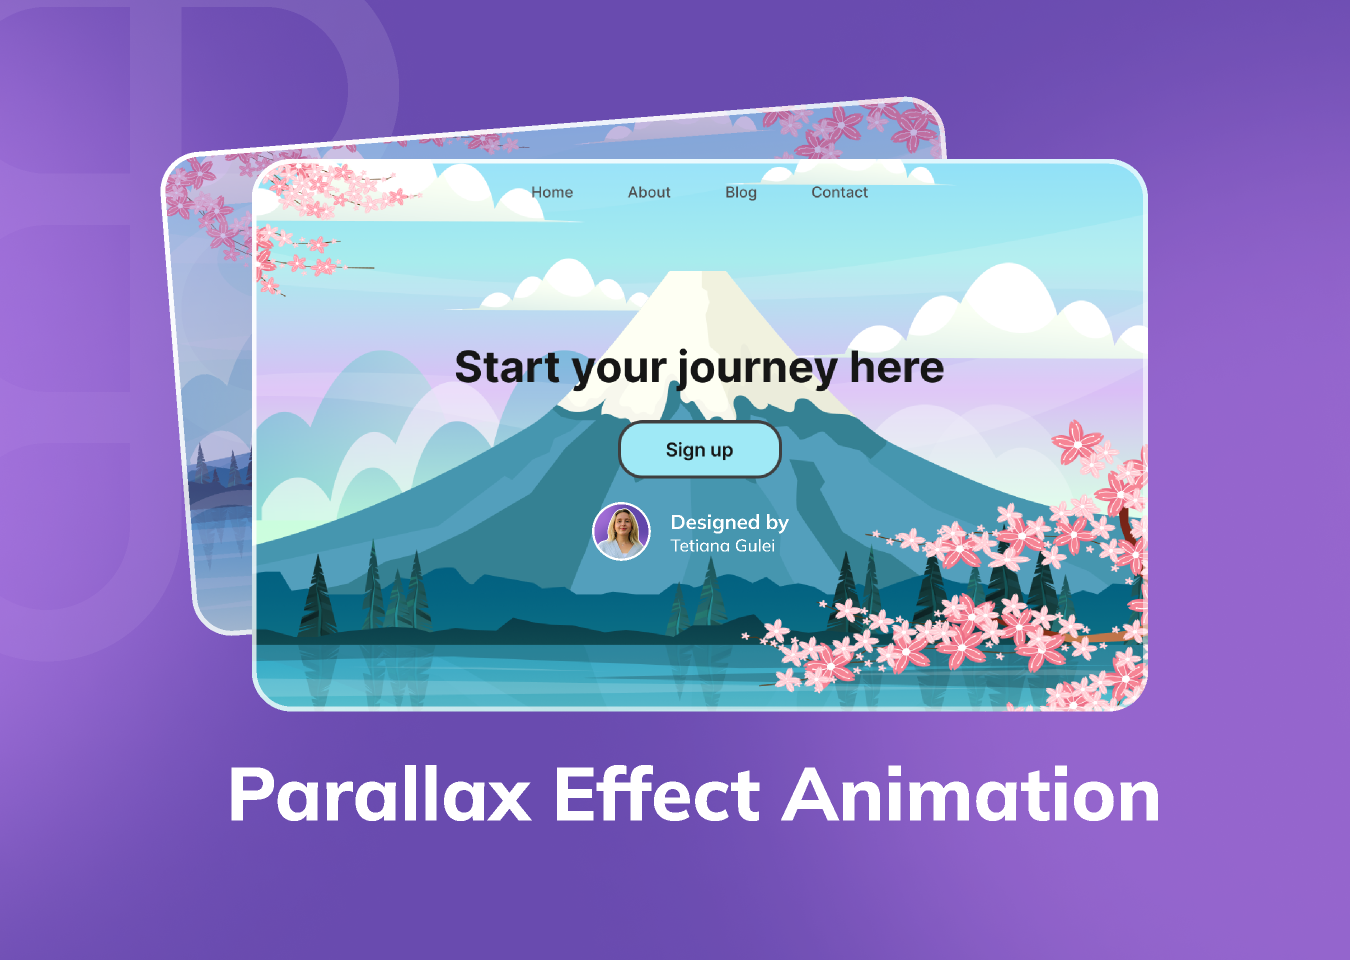 Home About Blog Contact
Start your journey here
Sign up
Designed by
Tetiana Gulei
Parallax Effect Animation